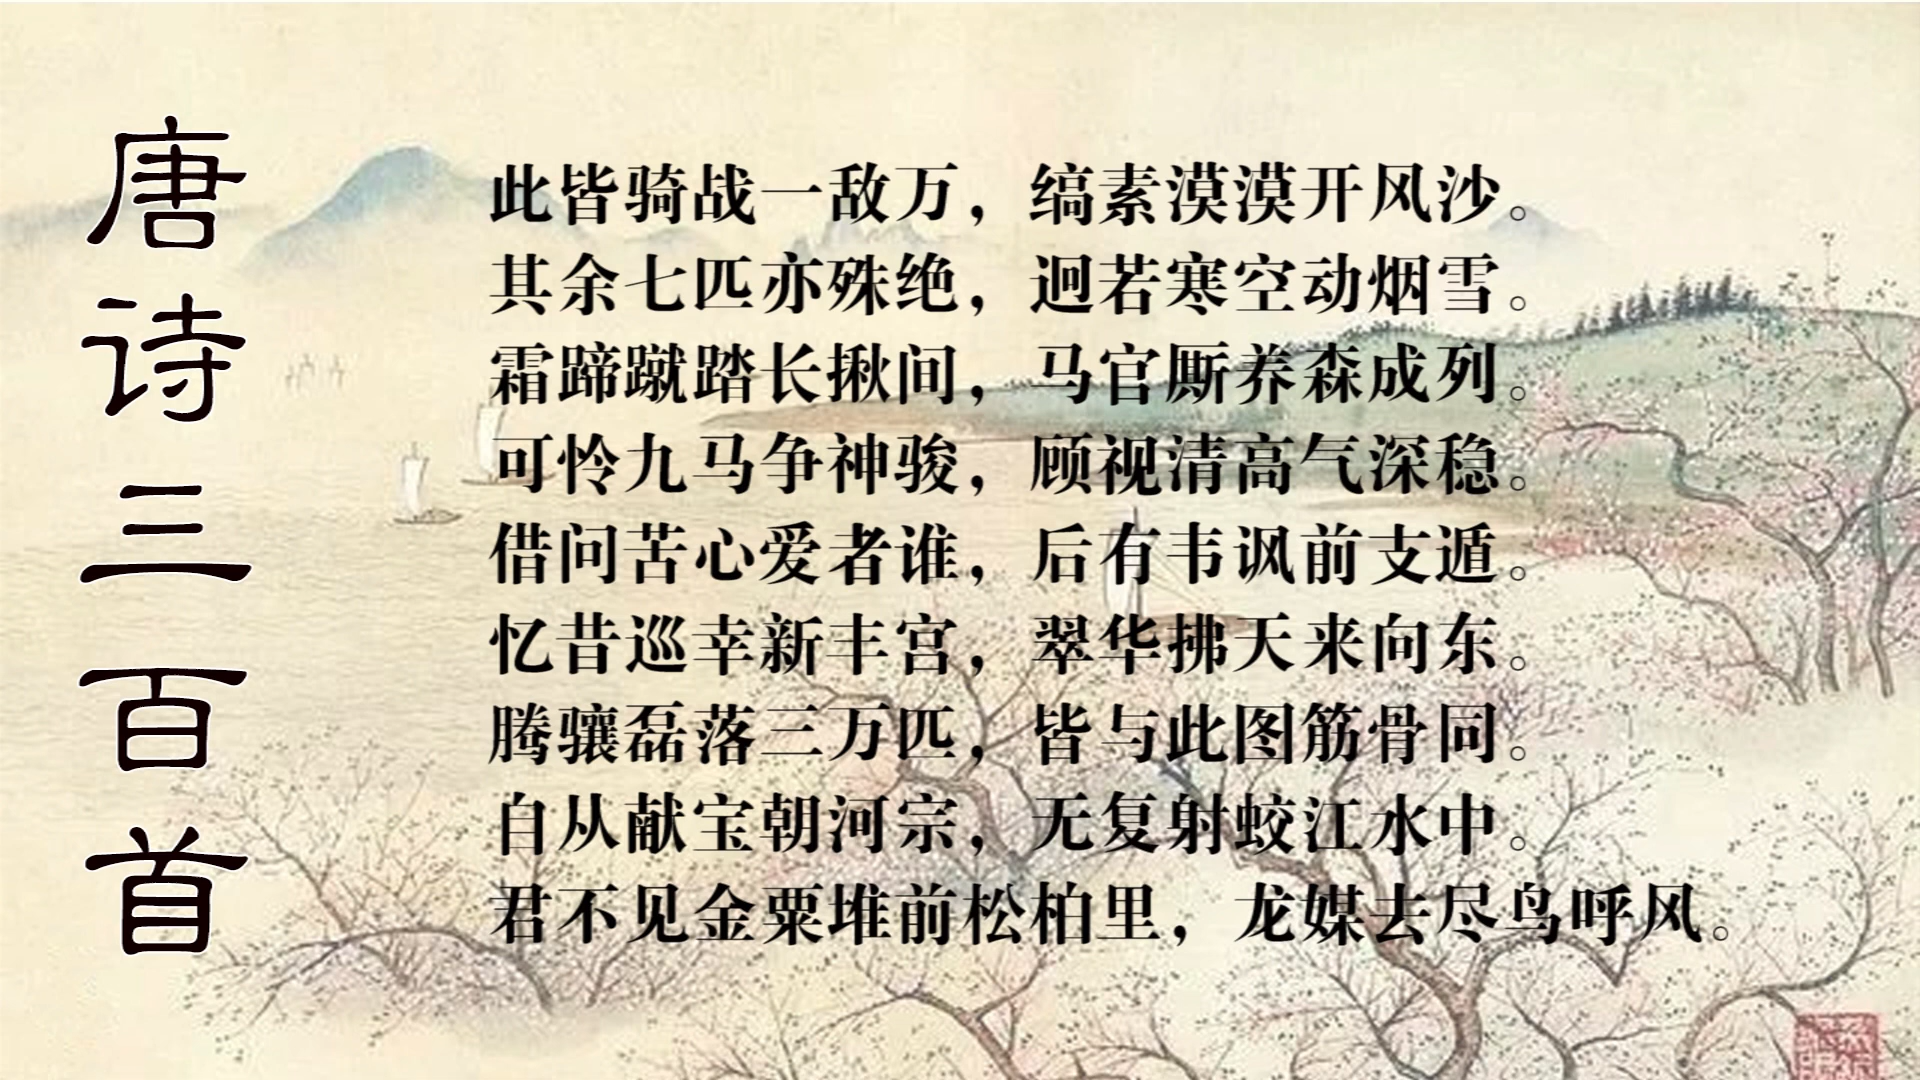 唐诗三百首
此皆骑战一敌万，缟素漠漠开风沙。
其余七匹亦殊绝，迥若寒空动烟雪。
霜蹄蹴踏长揪间，马官厮养森成列。
可怜九马争神骏，顾视清高气深稳。
借问苦心爱者谁，后有韦讽前支遁。
忆昔巡幸新丰宫，翠华拂天来向东。
腾骧磊落三万匹，皆与此图筋骨同。
自从献宝朝河宗，无复射蛟江水中。
君不见金粟堆前松柏里，龙媒去尽鸟呼风。